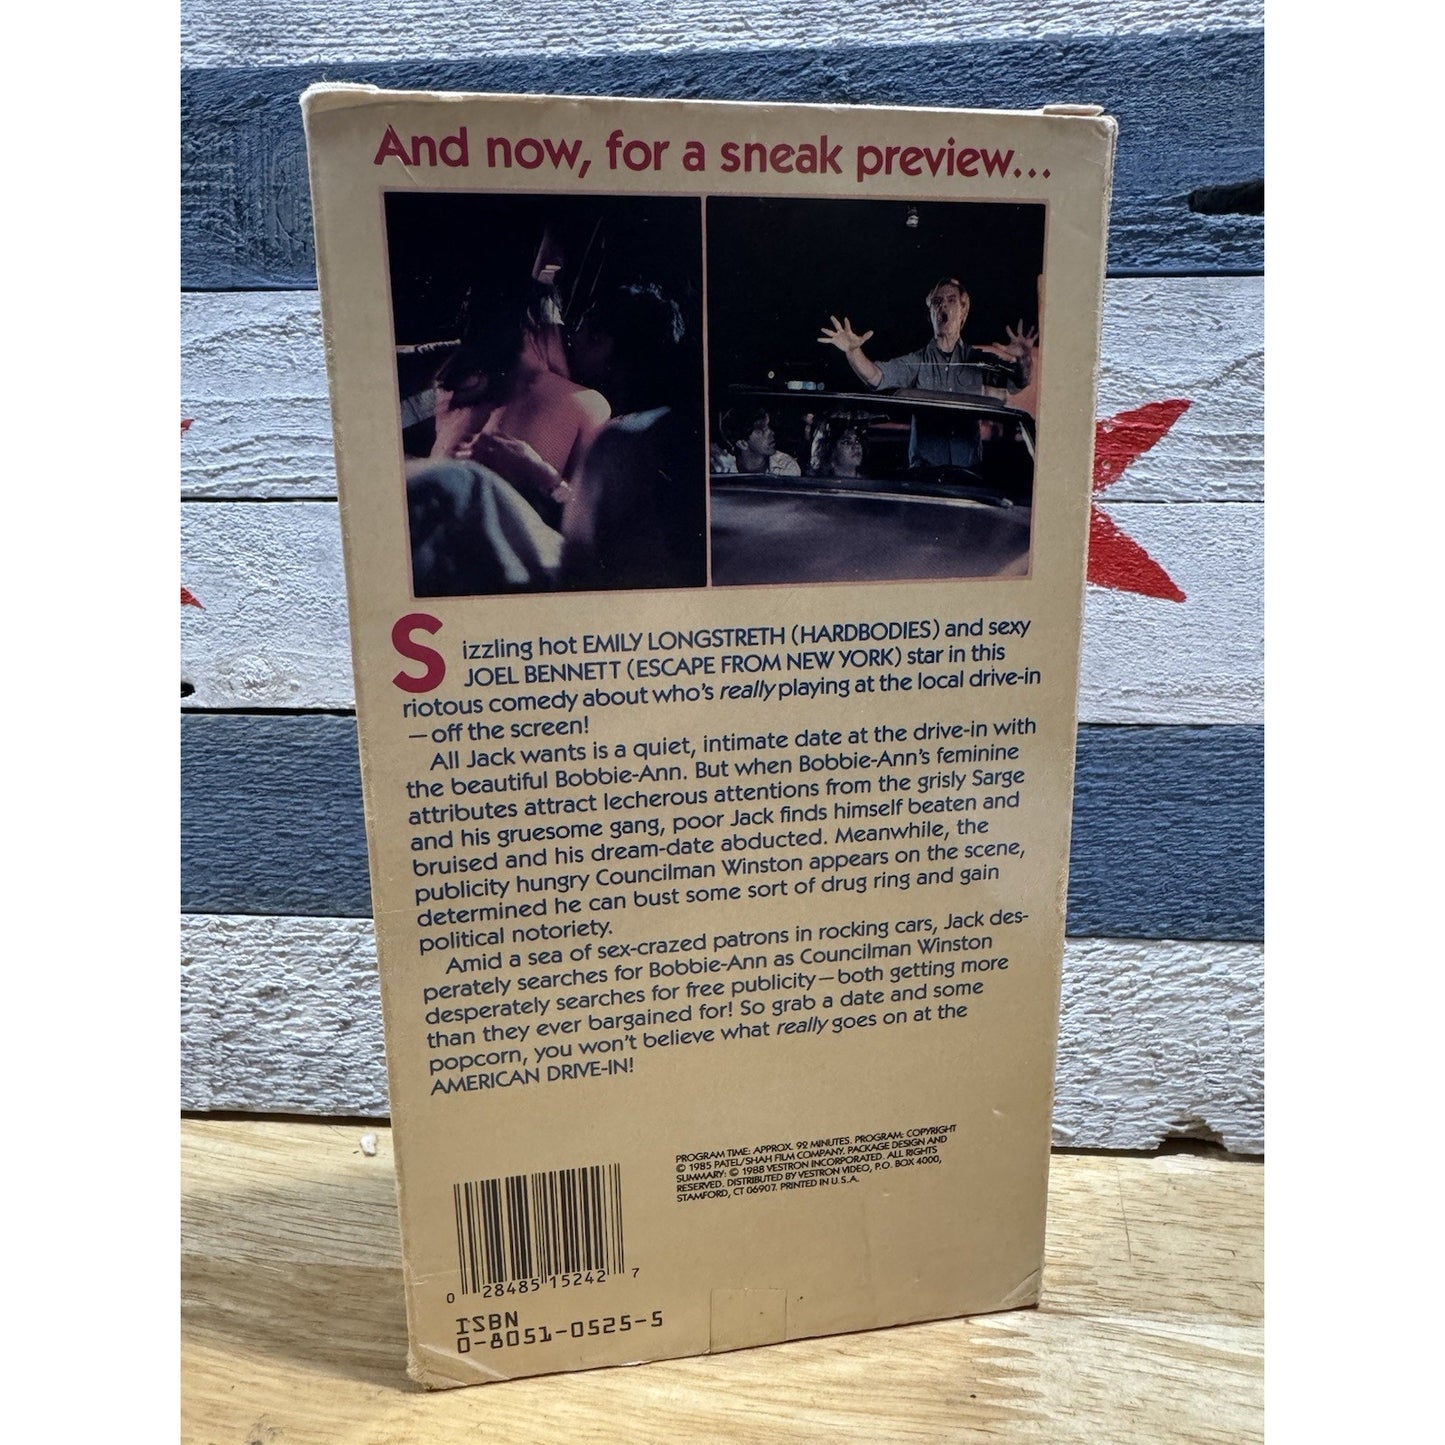 And now, for a sneak preview...
Sizzling hot EMILY LONGSTRETH (HARDBODIES) and sexy
JOEL BENNETT (ESCAPE FROM NEW YORK) star in this
riotous comedy about who's really playing at the local drive-in
—off the screen!
All Jack wants is a quiet, intimate date at the drive-in with
the beautiful Bobbie-Ann. But when Bobbie-Ann's feminine
attributes attract lecherous attentions from the grisly Sarge
and his gruesome gang, poor Jack finds himself beaten and
bruised and his dream-date abducted. Meanwhile, the
publicity hungry Councilman Winston appears on the scene,
determined he can bust some sort of drug ring and gain
political notoriety.
Amid a sea of sex-crazed patrons in rocking cars, Jack des-
perately searches for Bobbie-Ann as Councilman Winston
desperately searches for free publicity—both getting more
than they ever bargained for! So grab a date and some
popcorn, you won't believe what really goes on at the
AMERICAN DRIVE-IN!
PROGRAM TIME: APPROX. 92 MINUTES. PROGRAM: COPYRIGHT
© 1985 PATEL/SHAH FILM COMPANY. PACKAGE DESIGN AND
SUMMARY: © 1988 VESTRON INCORPORATED. ALL RIGHTS
RESERVED. DISTRIBUTED BY VESTRON VIDEO, P.O. BOX 4000,
STAMFORD, CT 06907. PRINTED IN U.S.A.
0 28485 15242 7
ISBN
0-8051-0525-5